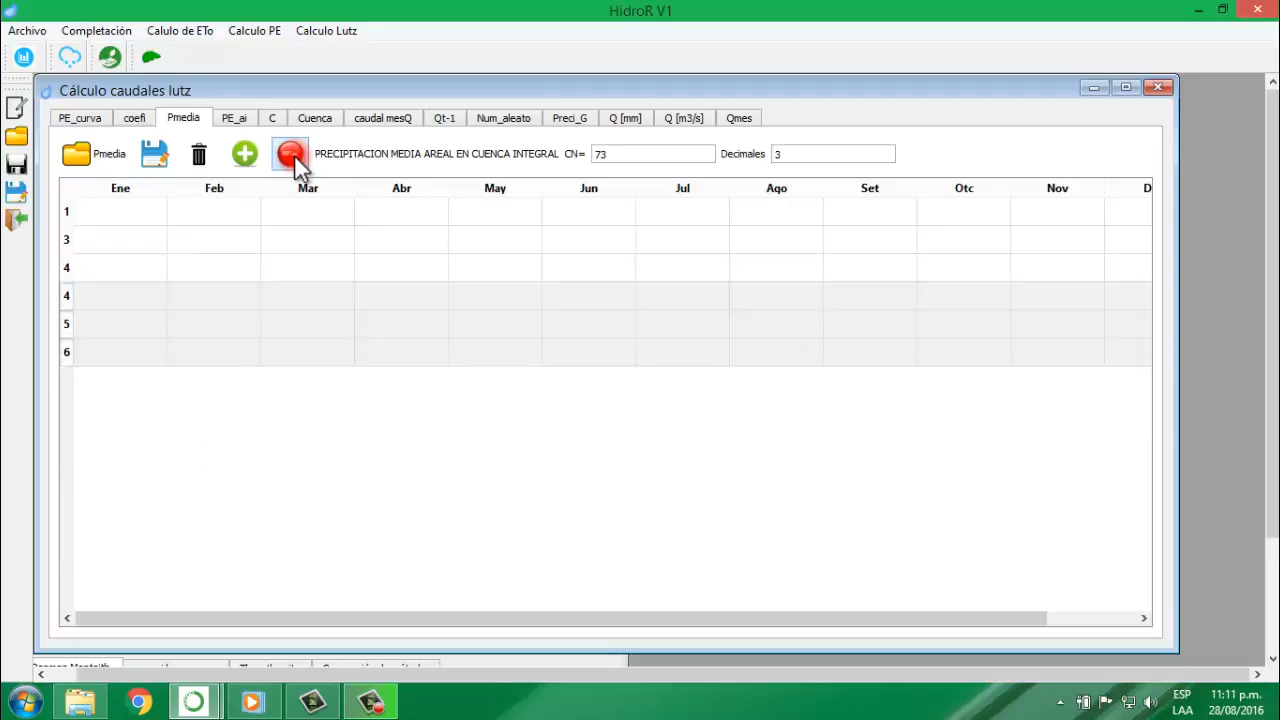 HidroR V1
Archivo Completación Calulo de ETo Calculo PE Calculo Lutz
Cálculo caudales lutz
PE_curva coefi Pmedia PE_ai C Cuenca caudal mesQ Qt-1 Num_aleato Preci_G Q [mm] Q [m3/s] Qmes
Pmedia PRECIPITACION MEDIA AREAL EN CUENCA INTEGRAL CN= 73 Decimales 3
Ene Feb Mar Abr May Jun Jul Ago Set Otc Nov D
1
3
4
4
5
6
ESP 11:11 p.m.
LAA 28/08/2016